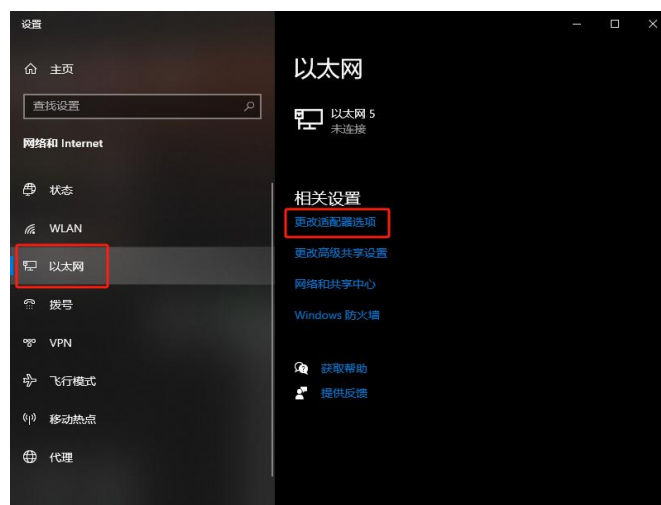 设置
主页
查找设置
网络和 Internet
状态
WLAN
以太网
拨号
VPN
飞行模式
移动热点
代理
以太网
以太网 5
未连接
相关设置
更改适配器选项
更改高级共享设置
网络和共享中心
Windows 防火墙
获取帮助
提供反馈